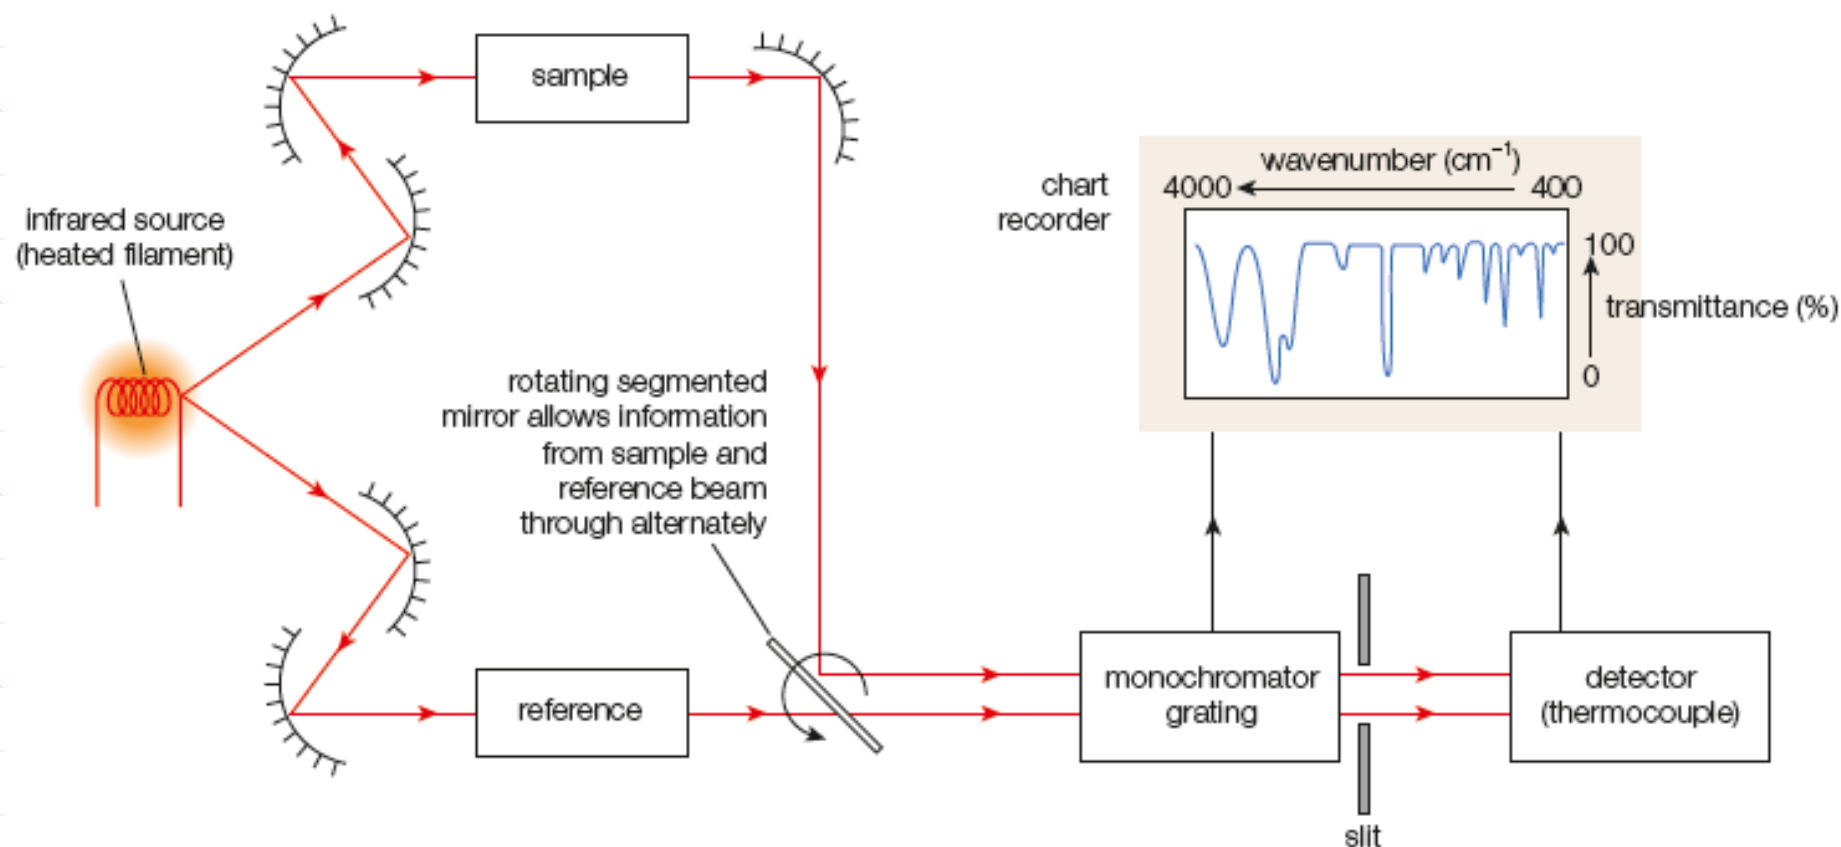 infrared source
(heated filament)
sample
rotating segmented
mirror allows information
from sample and
reference beam
through alternately
reference
chart
recorder
wavenumber (cm⁻¹)
4000 400
100
transmittance (%)
0
monochromator
grating
slit
detector
(thermocouple)